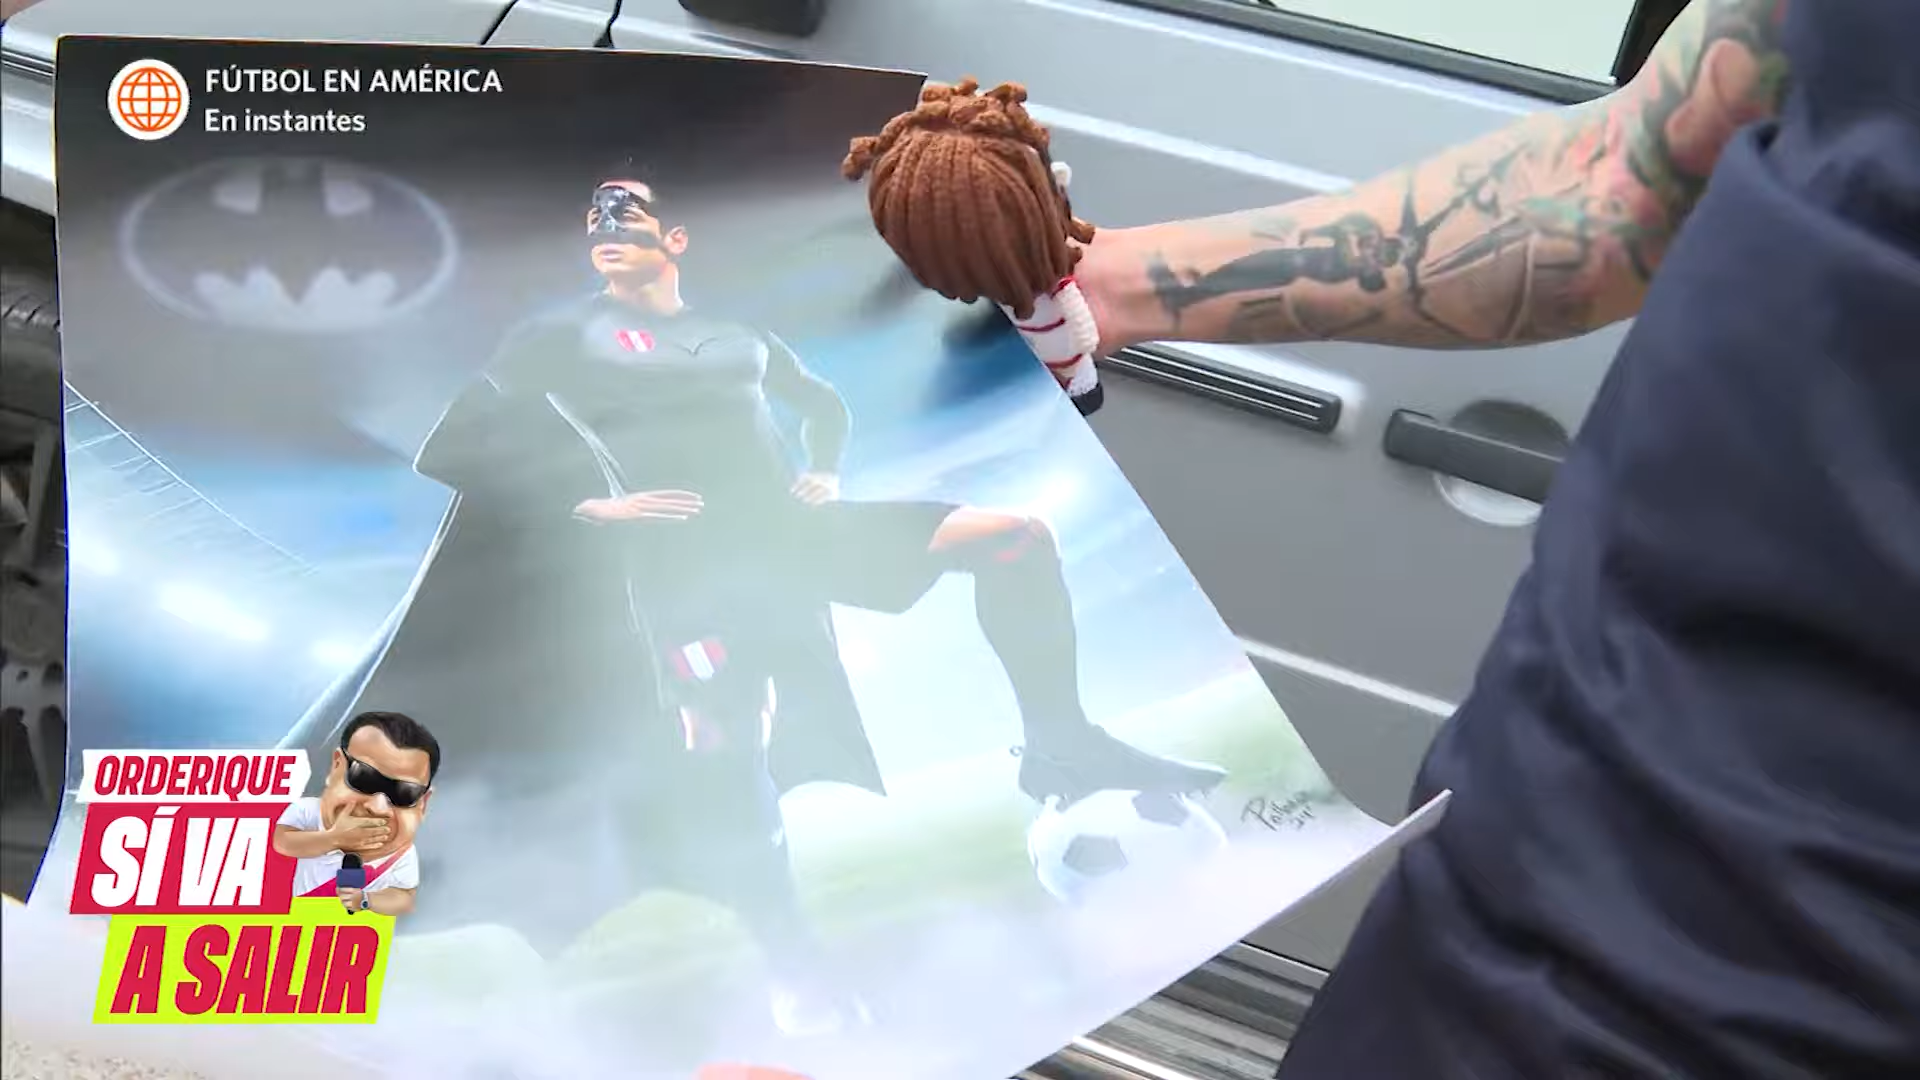 FÚTBOL EN AMÉRICA
En instantes
ORDERIQUE
SÍ VA
A SALIR